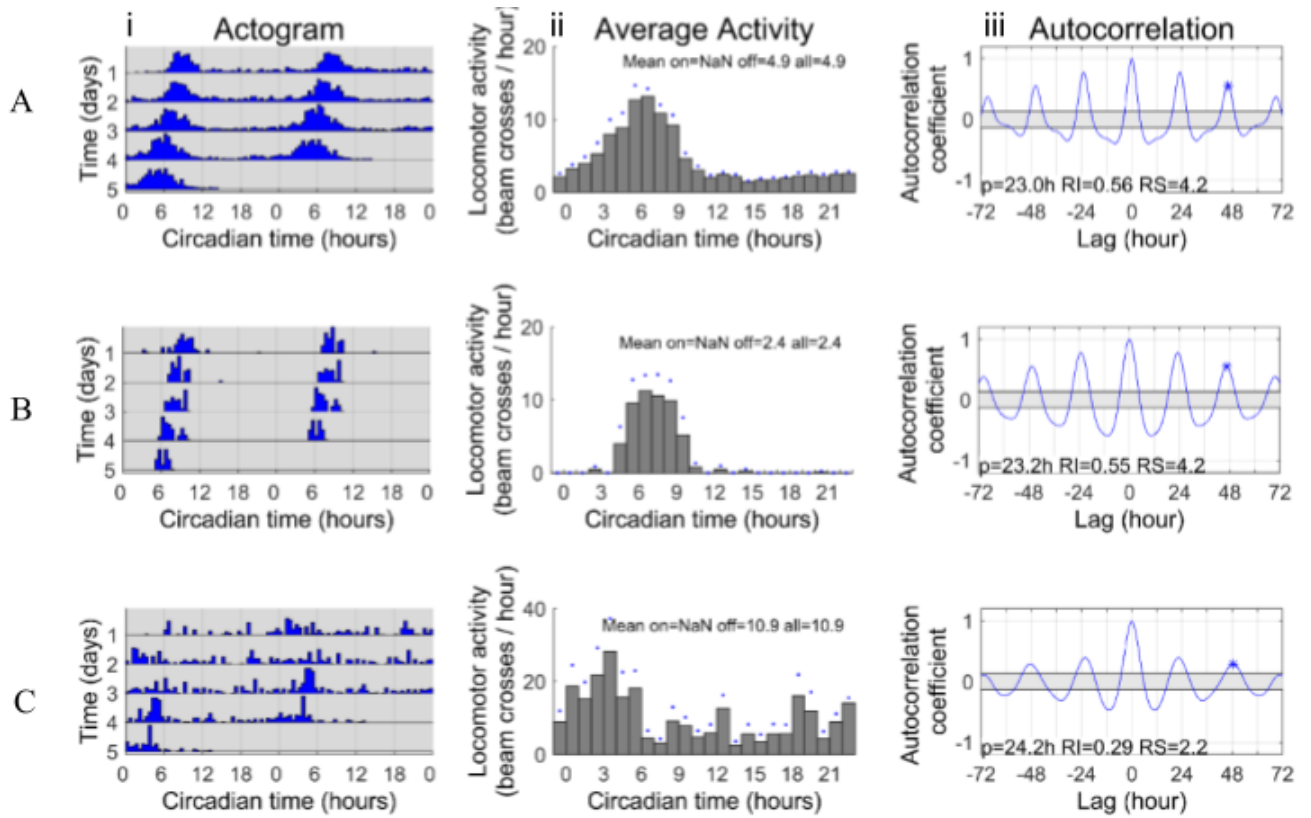 i Actogram ii Average Activity iii Autocorrelation
A
Time (days)
1
2
3
4
5
0 6 12 18 0 6 12 18 0
Circadian time (hours)
Locomotor activity
(beam crosses / hour)
20
10
0
Mean on=NaN off=4.9 all=4.9
0 3 6 9 12 15 18 21
Circadian time (hours)
Autocorrelation
coefficient
1
0
-1
p=23.0h RI=0.56 RS=4.2
-72 -48 -24 0 24 48 72
Lag (hour)
B
Time (days)
1
2
3
4
5
0 6 12 18 0 6 12 18 0
Circadian time (hours)
Locomotor activity
(beam crosses / hour)
20
10
0
Mean on=NaN off=2.4 all=2.4
0 3 6 9 12 15 18 21
Circadian time (hours)
Autocorrelation
coefficient
1
0
-1
p=23.2h RI=0.55 RS=4.2
-72 -48 -24 0 24 48 72
Lag (hour)
C
Time (days)
1
2
3
4
5
0 6 12 18 0 6 12 18 0
Circadian time (hours)
Locomotor activity
(beam crosses / hour)
40
30
20
10
0
Mean on=NaN off=10.9 all=10.9
0 3 6 9 12 15 18 21
Circadian time (hours)
Autocorrelation
coefficient
1
0
-1
p=24.2h RI=0.29 RS=2.2
-72 -48 -24 0 24 48 72
Lag (hour)